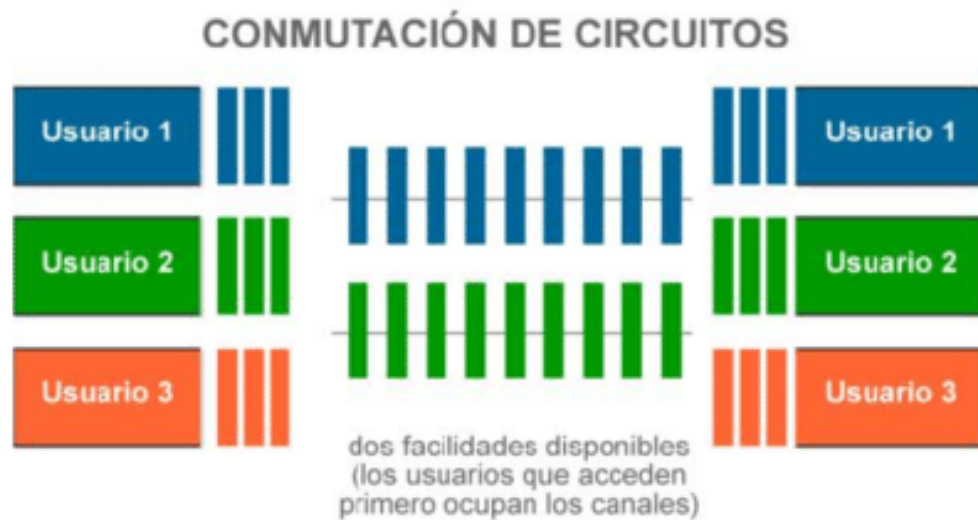 CONMUTACIÓN DE CIRCUITOS
Usuario 1
Usuario 1
Usuario 2
Usuario 2
Usuario 3
Usuario 3
dos facilidades disponibles
(los usuarios que acceden
primero ocupan los canales)